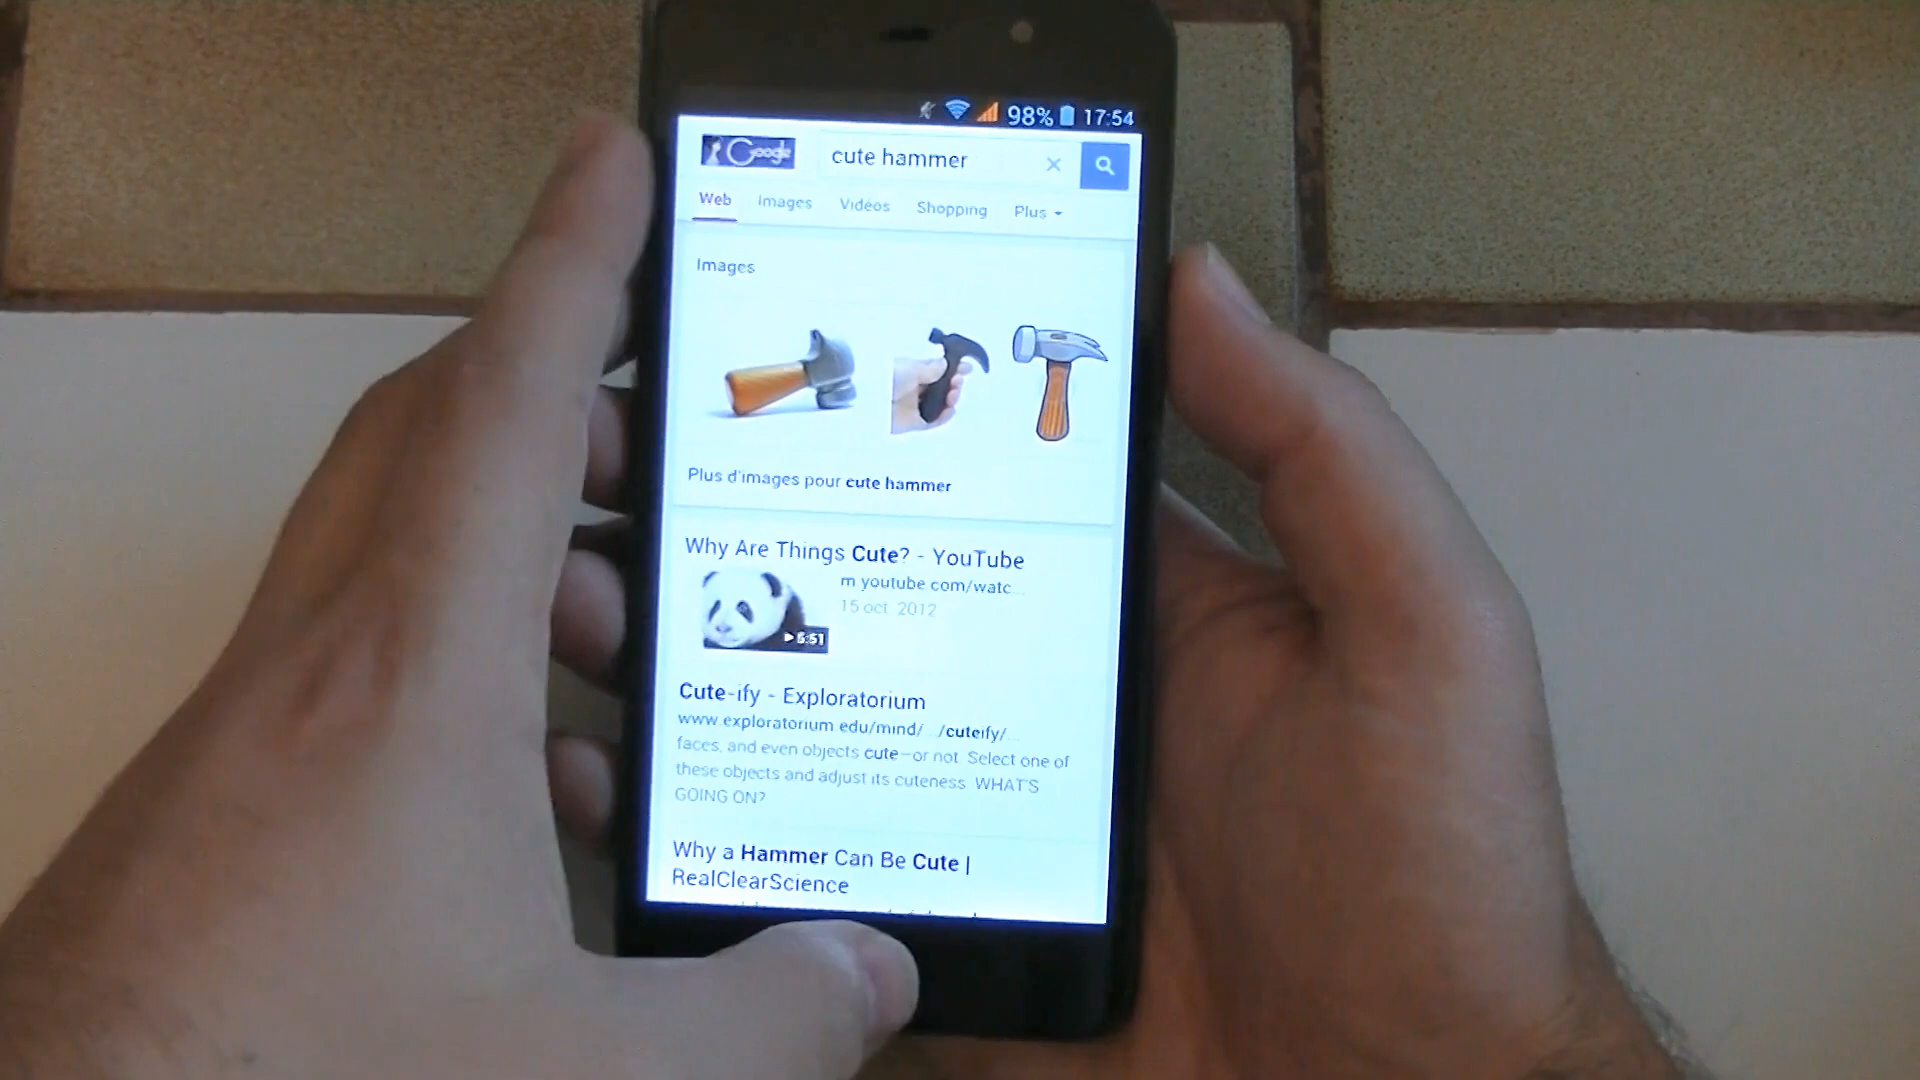 98% 17:54
Google cute hammer
Web Images Vidéos Shopping Plus
Images
Plus d'images pour cute hammer
Why Are Things Cute? - YouTube
m.youtube.com/watc...
15 oct. 2012
5:51
Cute-ify - Exploratorium
www.exploratorium.edu/mind/.../cuteify/...
faces, and even objects cute—or not. Select one of
these objects and adjust its cuteness. WHAT'S
GOING ON?
Why a Hammer Can Be Cute |
RealClearScience